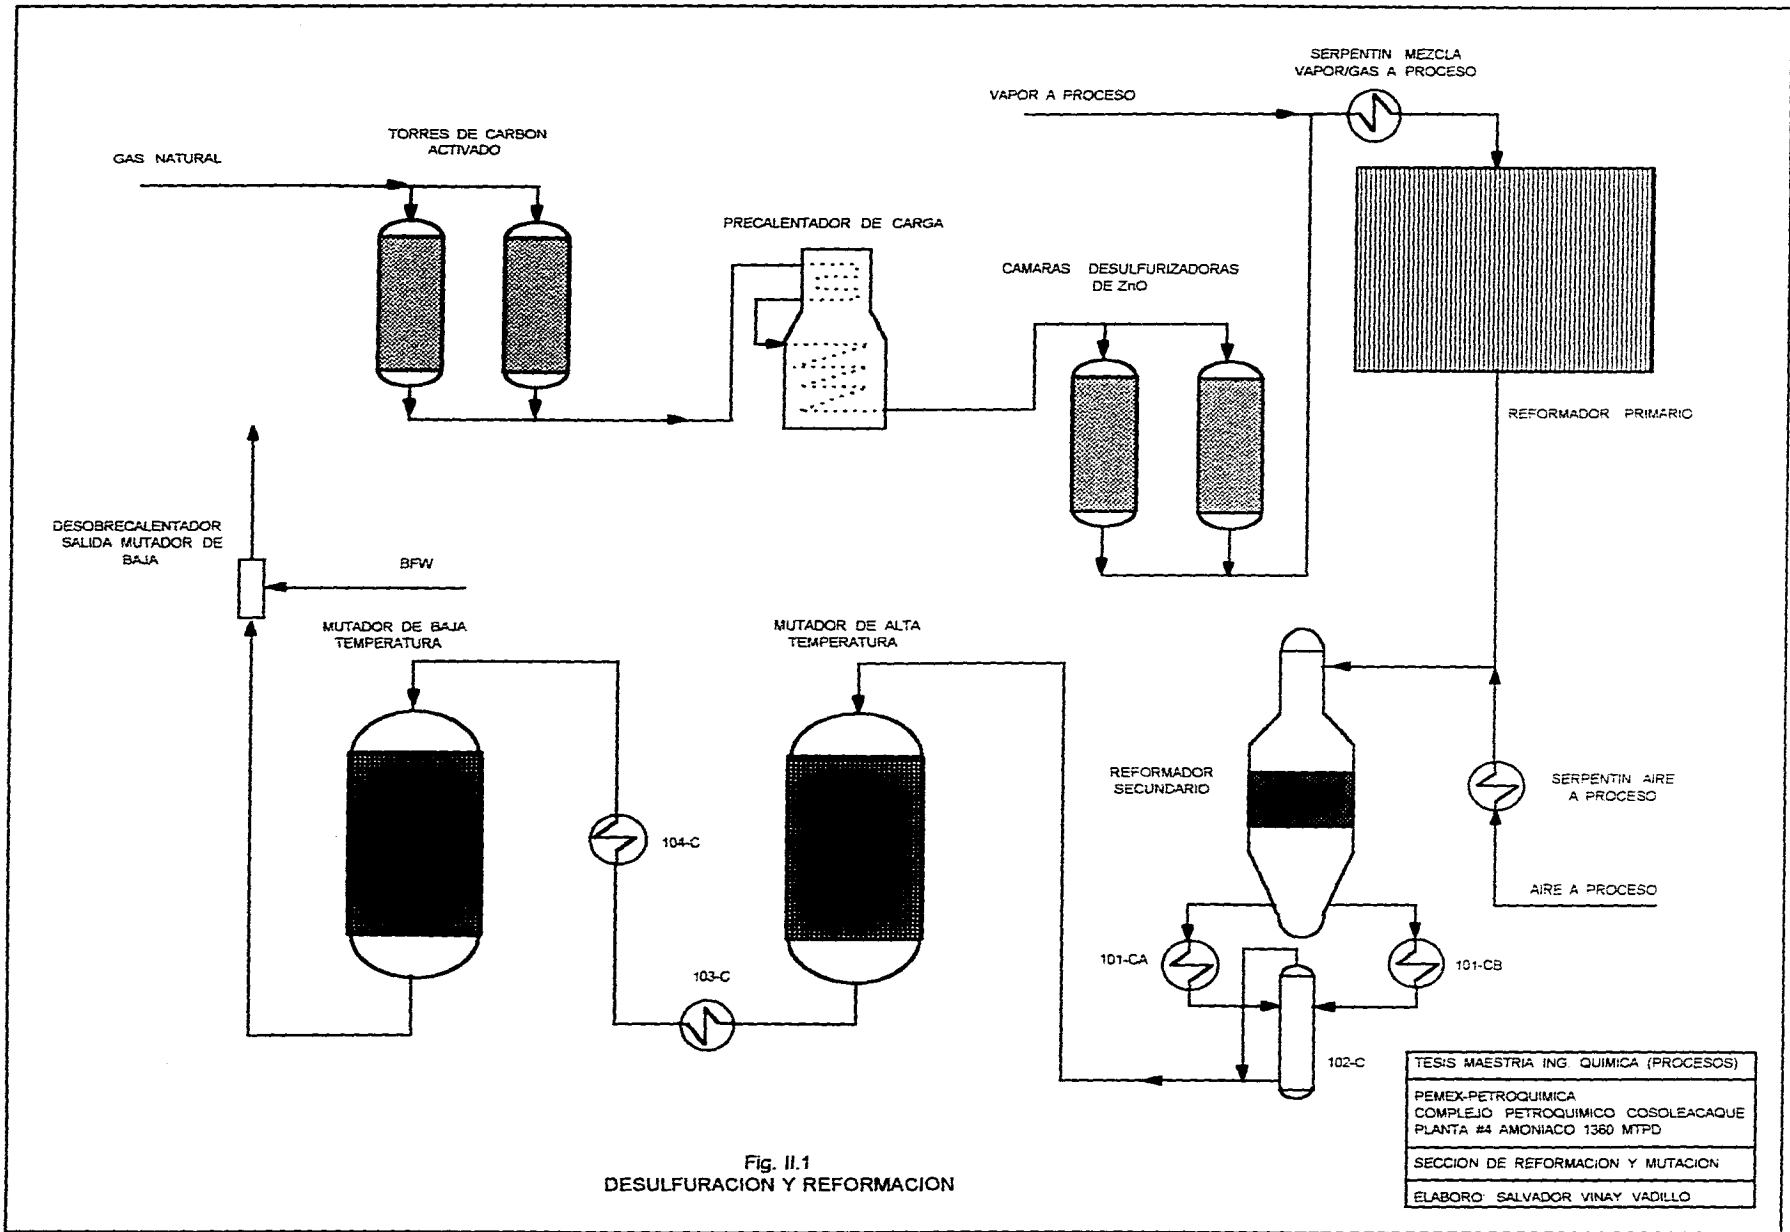 SERPENTIN MEZCLA
VAPOR/GAS A PROCESO
VAPOR A PROCESO
TORRES DE CARBON
ACTIVADO
GAS NATURAL
PRECALENTADOR DE CARGA
CAMARAS DESULFURIZADORAS
DE ZnO
REFORMADOR PRIMARIO
DESOBRECALENTADOR
SALIDA MUTADOR DE
BAJA
BFW
MUTADOR DE BAJA
TEMPERATURA
MUTADOR DE ALTA
TEMPERATURA
REFORMADOR
SECUNDARIO
SERPENTIN AIRE
A PROCESO
104-C
AIRE A PROCESO
103-C
101-CA
101-CB
102-C
TESIS MAESTRIA ING. QUIMICA (PROCESOS)
PEMEX-PETROQUIMICA
COMPLEJO PETROQUIMICO COSOLEACAQUE
PLANTA #4 AMONIACO 1360 MTPD
SECCION DE REFORMACION Y MUTACION
ELABORO: SALVADOR VINAY VADILLO
Fig. II.1
DESULFURACION Y REFORMACION